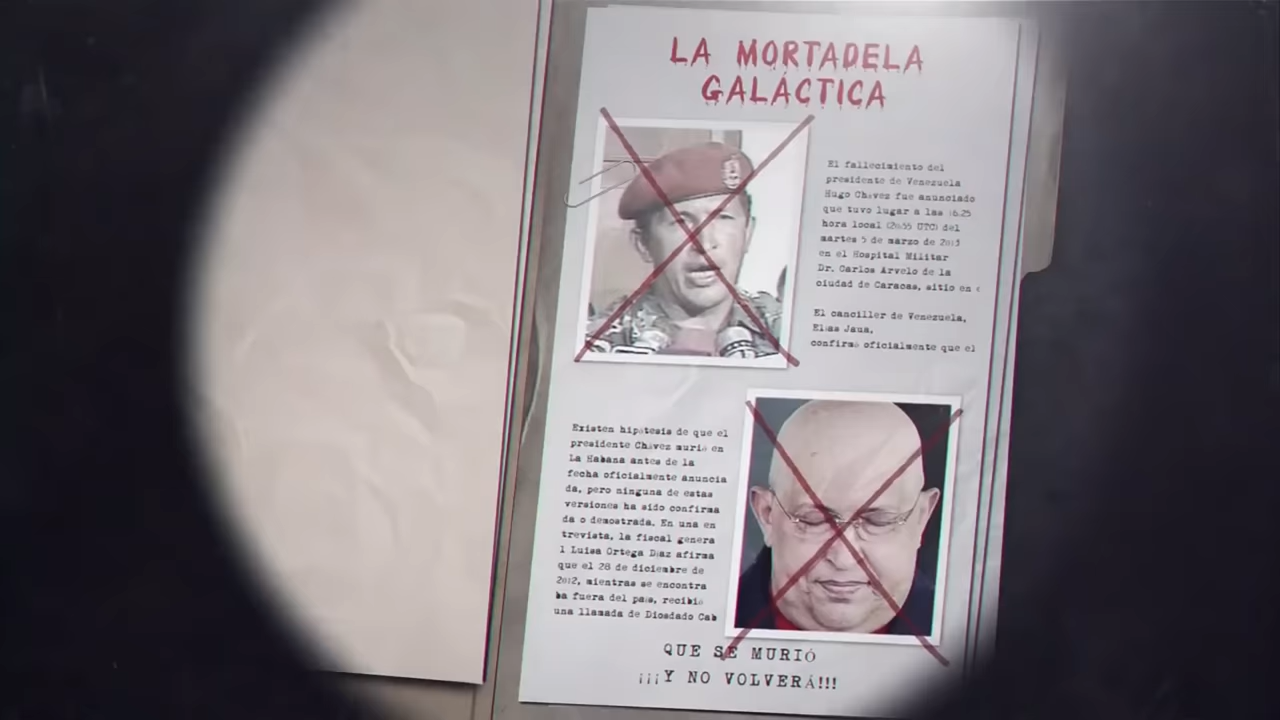 LA MORTADELA
GALÁCTICA
El fallecimiento del
presidente de Venezuela
Hugo Chávez fue anunciado
que tuvo lugar a las 16.25
hora local (20:55 UTC) del
martes 5 de marzo de 2013
en el Hospital Militar
Dr. Carlos Arvelo de la
ciudad de Caracas, sitio en
El canciller de Venezuela,
Elías Jaua,
confirmó oficialmente que el
Existen hipótesis de que el
presidente Chávez murió en
La Habana antes de la
fecha oficialmente anuncia
da, pero ninguna de estas
versiones ha sido confirma
da o demostrada. En una en
trevista, la fiscal genera
l Luisa Ortega Díaz afirma
que el 28 de diciembre de
2012, mientras se encontra
ba fuera del país, recibió
una llamada de Diosdado Cab
QUE SE MURIÓ
¡¡¡Y NO VOLVERÁ!!!